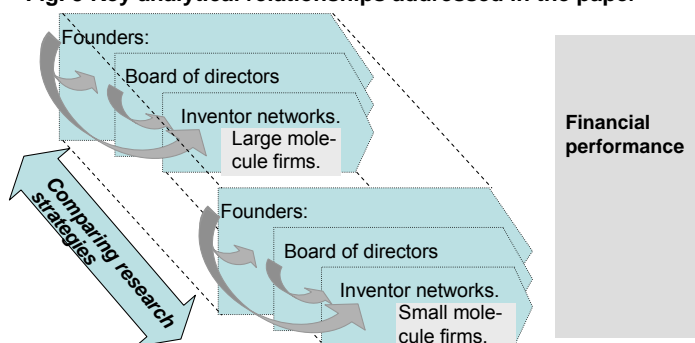 Fig. 3 Key analytical relationships addressed in the paper
Founders:
Board of directors
Inventor networks.
Large mole-
cule firms.
Financial
performance
Comparing research
strategies
Founders:
Board of directors
Inventor networks.
Small mole-
cule firms.